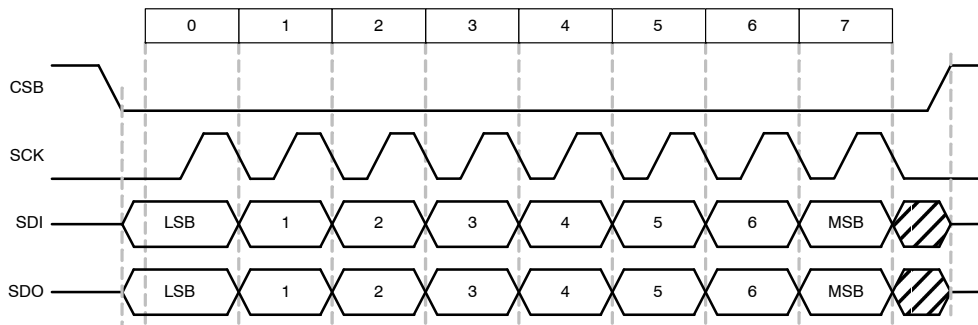 0 1 2 3 4 5 6 7
CSB
SCK
SDI LSB 1 2 3 4 5 6 MSB
SDO LSB 1 2 3 4 5 6 MSB